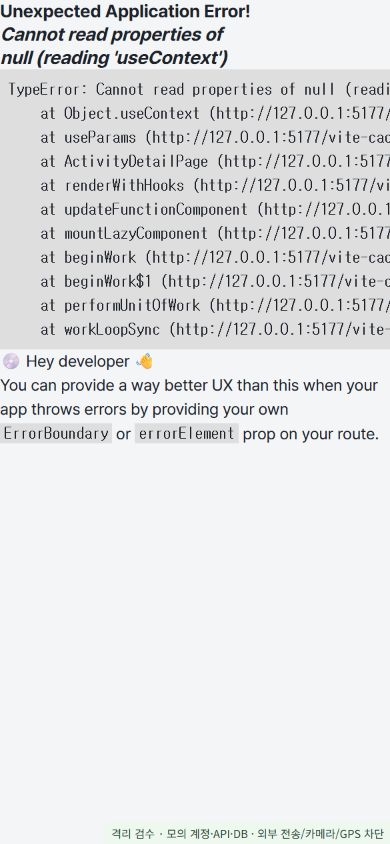 Unexpected Application Error!
Cannot read properties of
null (reading 'useContext')
TypeError: Cannot read properties of null (readi
at Object.useContext (http://127.0.0.1:5177/
at useParams (http://127.0.0.1:5177/vite-cac
at ActivityDetailPage (http://127.0.0.1:5177
at renderWithHooks (http://127.0.0.1:5177/vi
at updateFunctionComponent (http://127.0.0.1
at mountLazyComponent (http://127.0.0.1:5177
at beginWork (http://127.0.0.1:5177/vite-cac
at beginWork$1 (http://127.0.0.1:5177/vite-c
at performUnitOfWork (http://127.0.0.1:5177/
at workLoopSync (http://127.0.0.1:5177/vite-
💿 Hey developer 👋
You can provide a way better UX than this when your
app throws errors by providing your own
ErrorBoundary or errorElement prop on your route.
격리 검수 · 모의 계정·API·DB · 외부 전송/카메라/GPS 차단